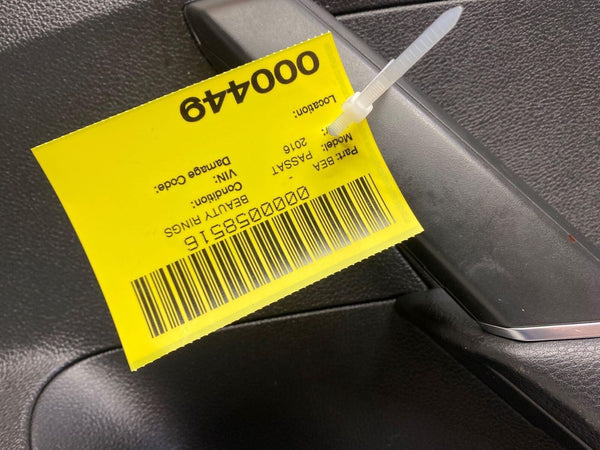 0000058516
Part: BEA - BEAUTY RINGS
Model: PASSAT Condition:
2016 VIN:
Damage Code:
Location:
000449